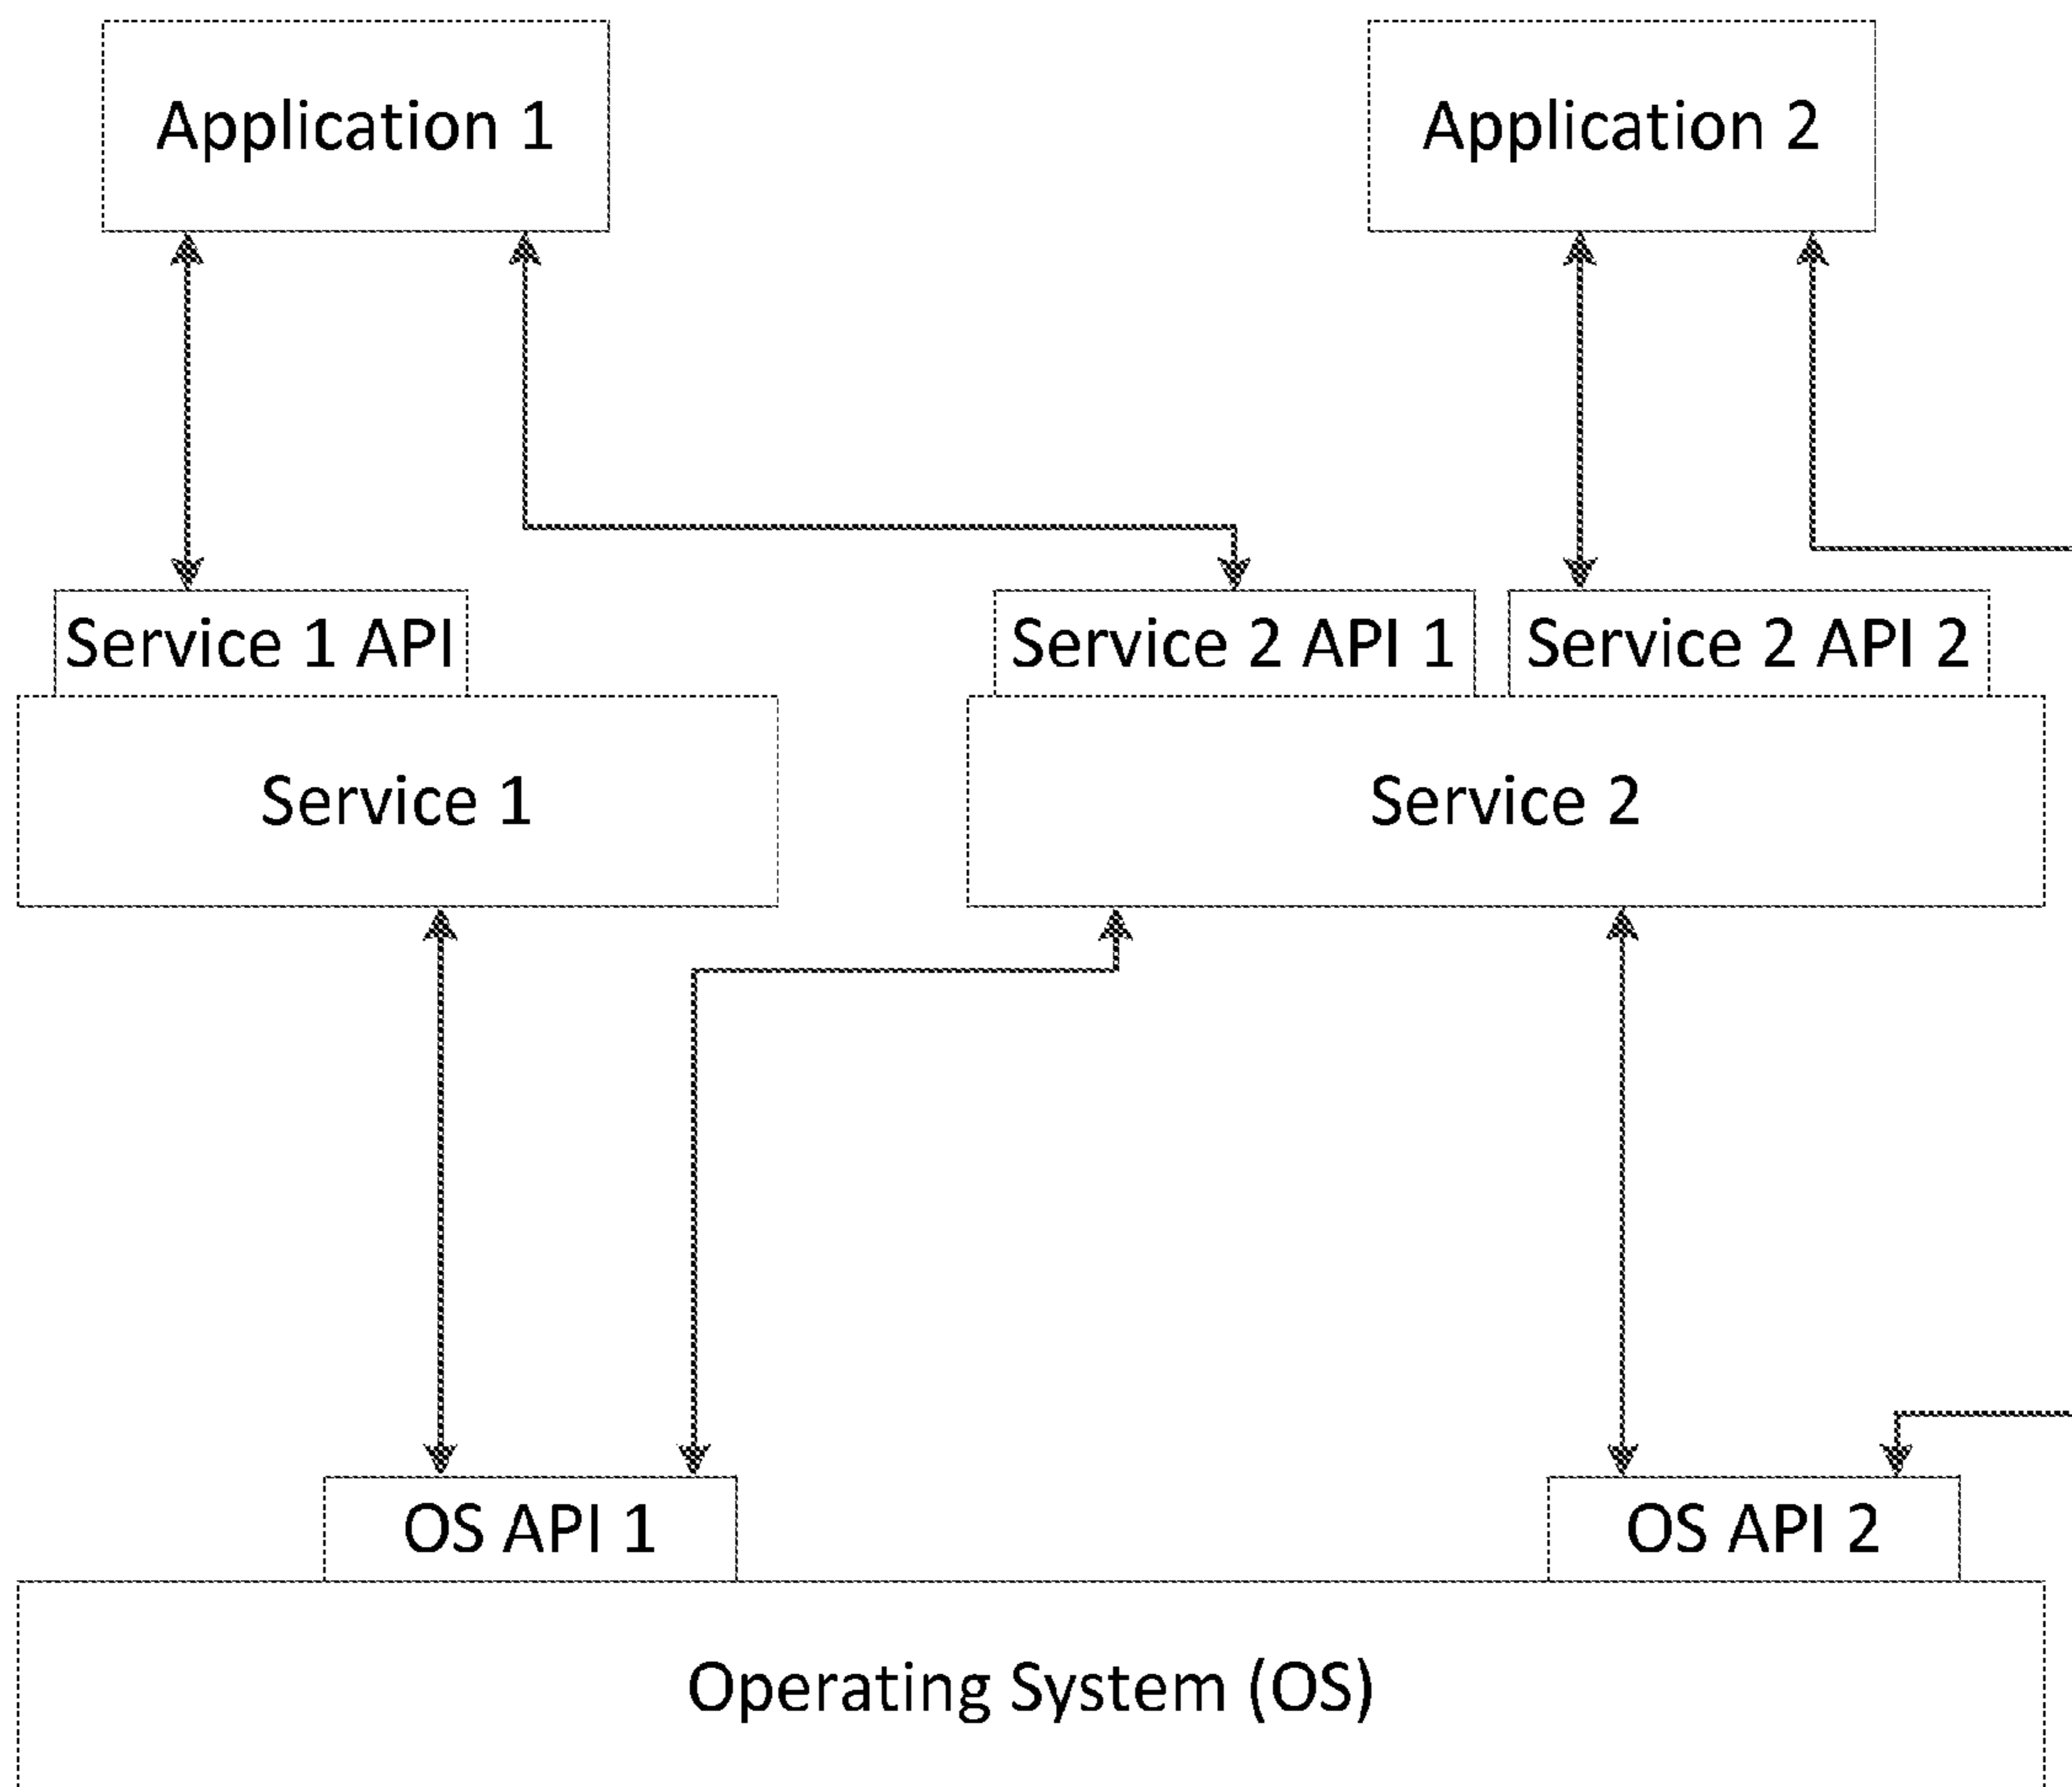 Application 1
Application 2
Service 1 API
Service 2 API 1
Service 2 API 2
Service 1
Service 2
OS API 1
OS API 2
Operating System (OS)